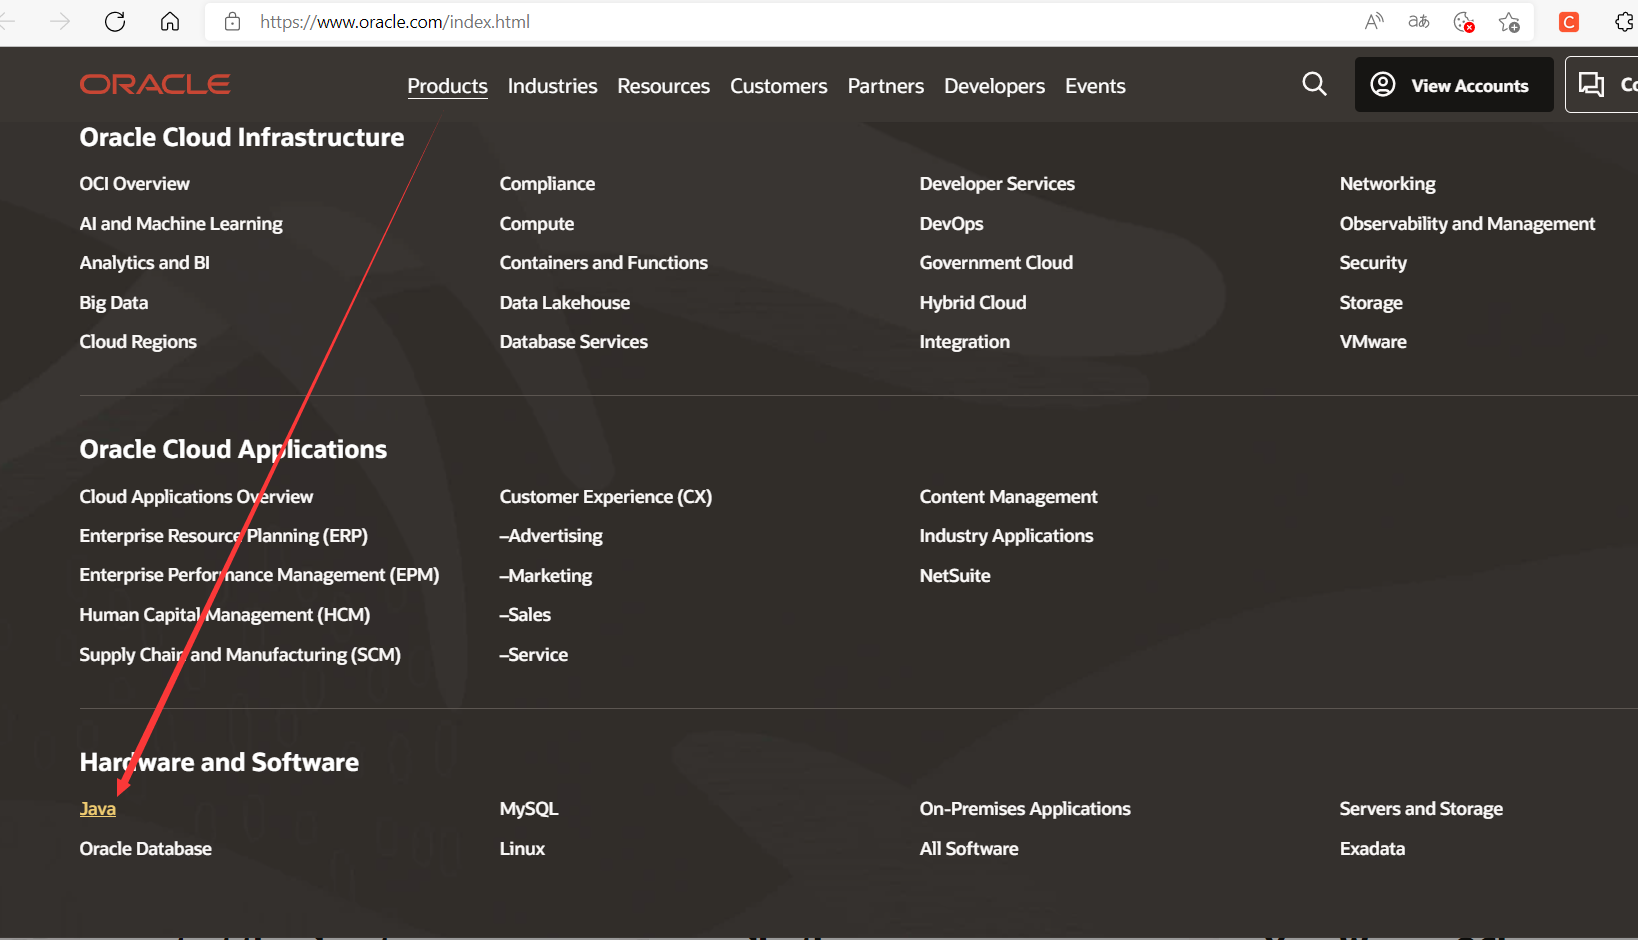 https://www.oracle.com/index.html
ORACLE
Products Industries Resources Customers Partners Developers Events
View Accounts
Oracle Cloud Infrastructure
OCI Overview Compliance Developer Services Networking
AI and Machine Learning Compute DevOps Observability and Management
Analytics and BI Containers and Functions Government Cloud Security
Big Data Data Lakehouse Hybrid Cloud Storage
Cloud Regions Database Services Integration VMware
Oracle Cloud Applications
Cloud Applications Overview Customer Experience (CX) Content Management
Enterprise Resource Planning (ERP) –Advertising Industry Applications
Enterprise Performance Management (EPM) –Marketing NetSuite
Human Capital Management (HCM) –Sales
Supply Chain and Manufacturing (SCM) –Service
Hardware and Software
Java MySQL On-Premises Applications Servers and Storage
Oracle Database Linux All Software Exadata